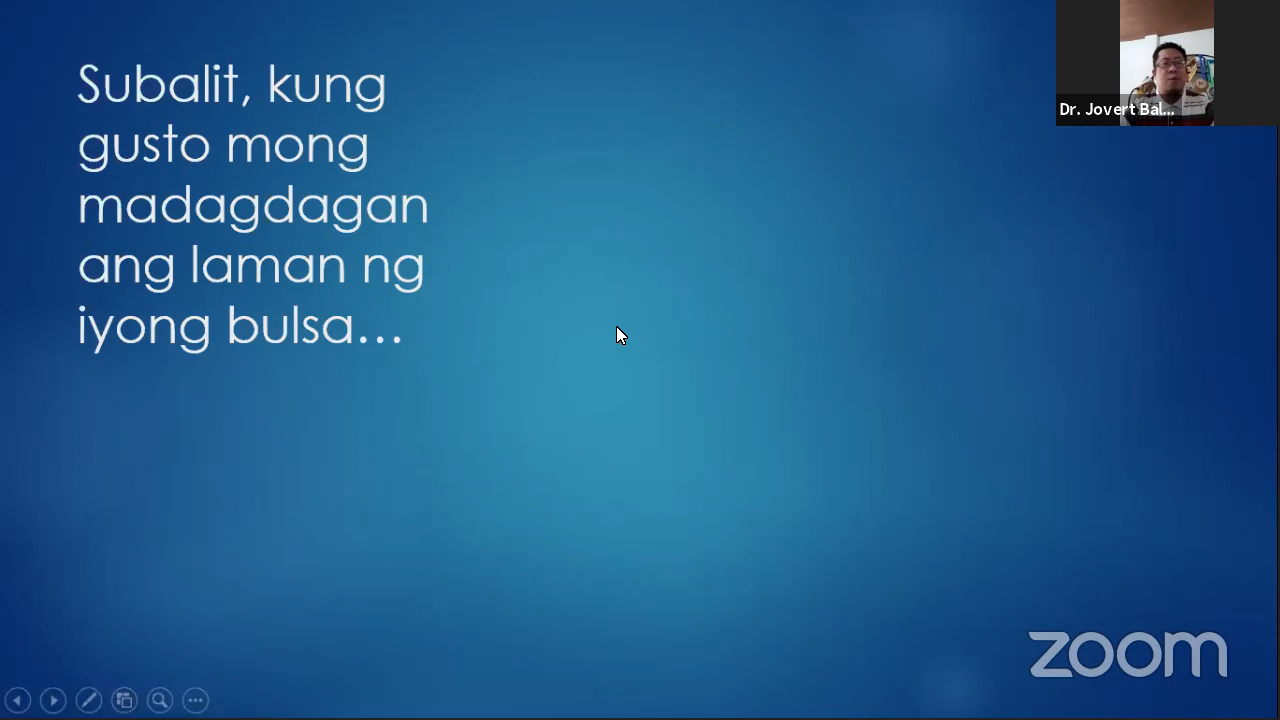 Subalit, kung
gusto mong
madagdagan
ang laman ng
iyong bulsa…
Dr. Jovert Bal...
zoom